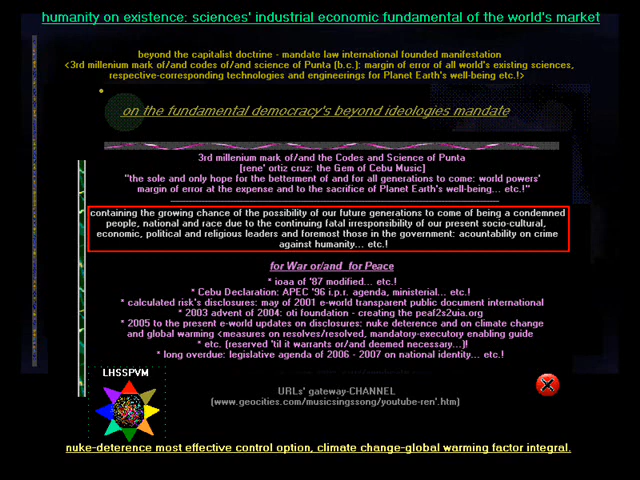 humanity on existence: sciences' industrial economic fundamental of the world's market
beyond the capitalist doctrine - mandate law international founded manifestation
<3rd millenium mark of/and codes of/and science of Punta (b.c.): margin of error of all world's existing sciences,
respective-corresponding technologies and engineerings for Planet Earth's well-being etc.!>
on the fundamental democracy's beyond ideologies mandate
3rd millenium mark of/and the Codes and Science of Punta
[rene' ortiz cruz: the Gem of Cebu Music]
"the sole and only hope for the betterment of and for all generations to come: world powers'
margin of error at the expense and to the sacrifice of Planet Earth's well-being... etc.!"
containing the growing chance of the possibility of our future generations to come of being a condemned
people, national and race due to the continuing fatal irresponsibility of our present socio-cultural,
economic, political and religious leaders and foremost those in the government: acountability on crime
against humanity... etc.!
for War or/and for Peace
* ioaa of '87 modified... etc.!
* Cebu Declaration: APEC '96 i.p.r. agenda, ministerial... etc.!
* calculated risk's disclosures: may of 2001 e-world transparent public document international
* 2003 advent of 2004: oti foundation - creating the peaf2s2uia.org
* 2005 to the present e-world updates on disclosures: nuke deterence and on climate change
and global warming <measures on resolves/resolved, mandatory-executory enabling guide
* etc. (reserved 'til it warrants or/and deemed necessary...)!
* long overdue: legislative agenda of 2006 - 2007 on national identity... etc.!
LHSSPVM
URLs' gateway-CHANNEL
(www.geocities.com/musicsingssong/youtube-ren'.htm)
nuke-deterence most effective control option, climate change-global warming factor integral.